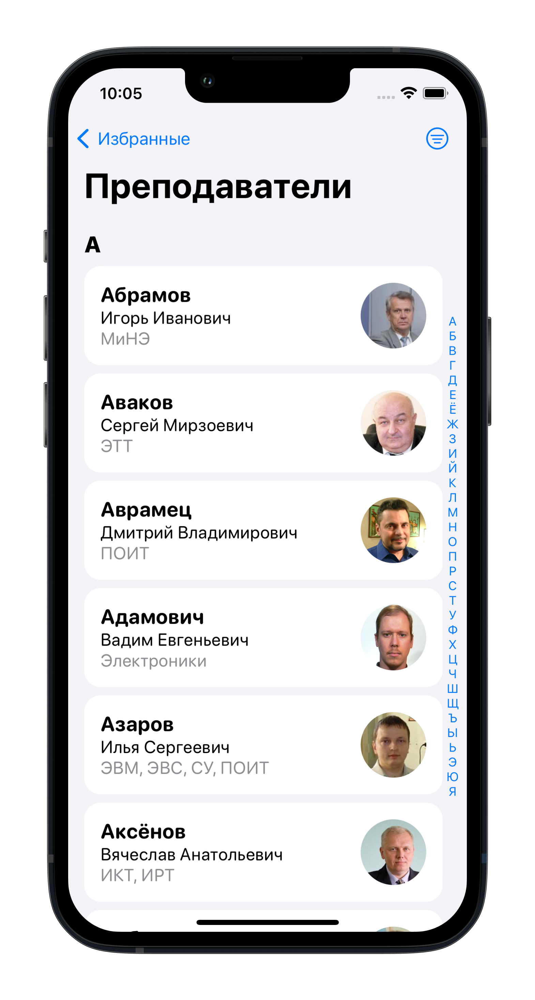 10:05
Избранные
Преподаватели
А
Абрамов
Игорь Иванович
МиНЭ
Аваков
Сергей Мирзоевич
ЭТТ
Аврамец
Дмитрий Владимирович
ПОИТ
Адамович
Вадим Евгеньевич
Электроники
Азаров
Илья Сергеевич
ЭВМ, ЭВС, СУ, ПОИТ
Аксёнов
Вячеслав Анатольевич
ИКТ, ИРТ
А
Б
В
Г
Д
Е
Ё
Ж
З
И
Й
К
Л
М
Н
О
П
Р
С
Т
У
Ф
Х
Ц
Ч
Ш
Щ
Ъ
Ы
Ь
Э
Ю
Я